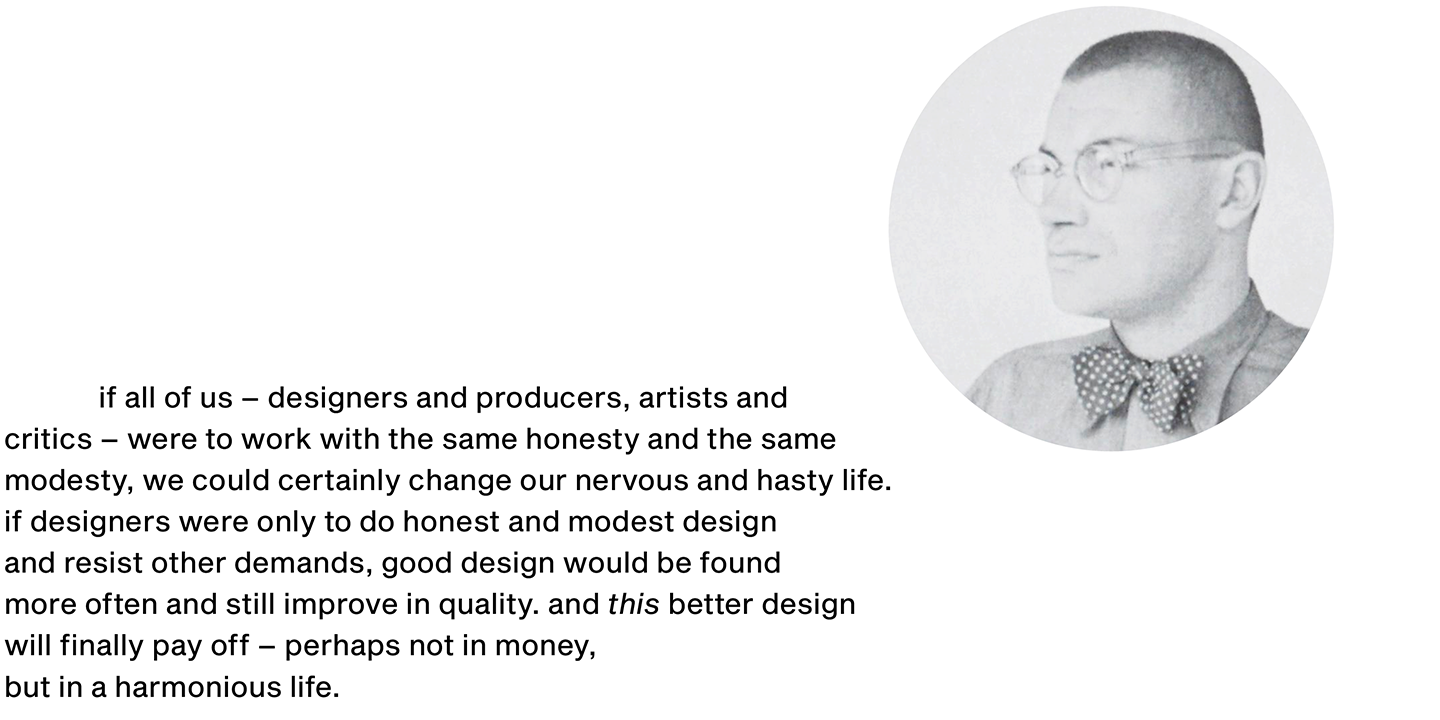 if all of us – designers and producers, artists and
critics – were to work with the same honesty and the same
modesty, we could certainly change our nervous and hasty life.
if designers were only to do honest and modest design
and resist other demands, good design would be found
more often and still improve in quality. and this better design
will finally pay off – perhaps not in money,
but in a harmonious life.